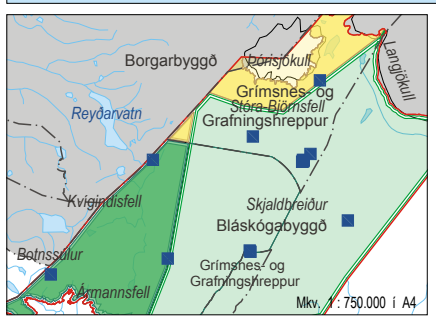 Þórisjökull
Borgarbyggð
Langjökull
Grímsnes- og
Stóra-Björnsfell
Grafningshreppur
Reyðarvatn
Kvígindisfell
Skjaldbreiður
Bláskógabyggð
Botnssúlur
Grímsnes- og
Grafningshreppur
Ármannsfell
Mkv. 1 : 750.000 í A4